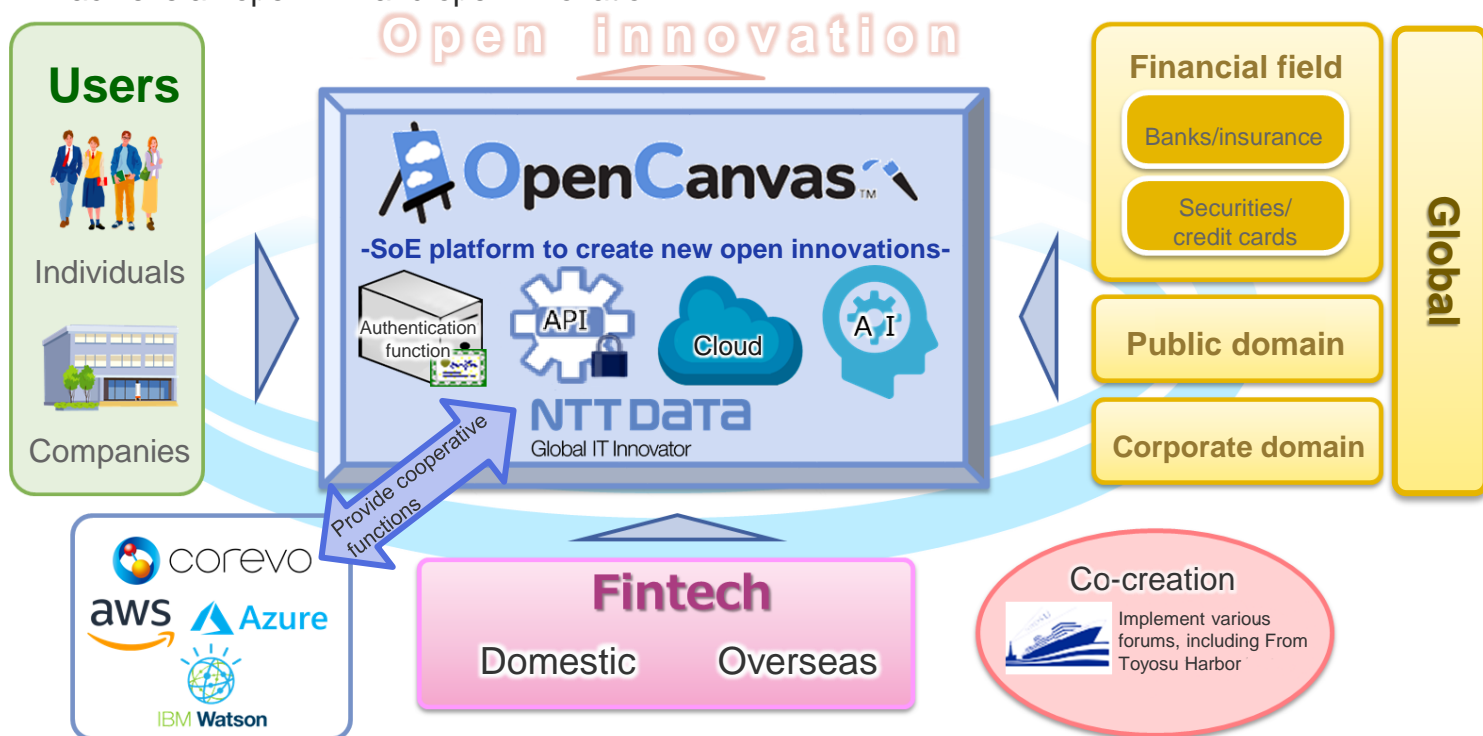 Open innovation
Users
Individuals
Companies
OpenCanvas TM
-SoE platform to create new open innovations-
Authentication
function
API
Cloud
A I
NTT DATA
Global IT Innovator
Financial field
Banks/insurance
Securities/
credit cards
Public domain
Corporate domain
Global
Provide cooperative
functions
corevo
aws
Azure
IBM Watson
Fintech
Domestic
Overseas
Co-creation
Implement various
forums, including From
Toyosu Harbor